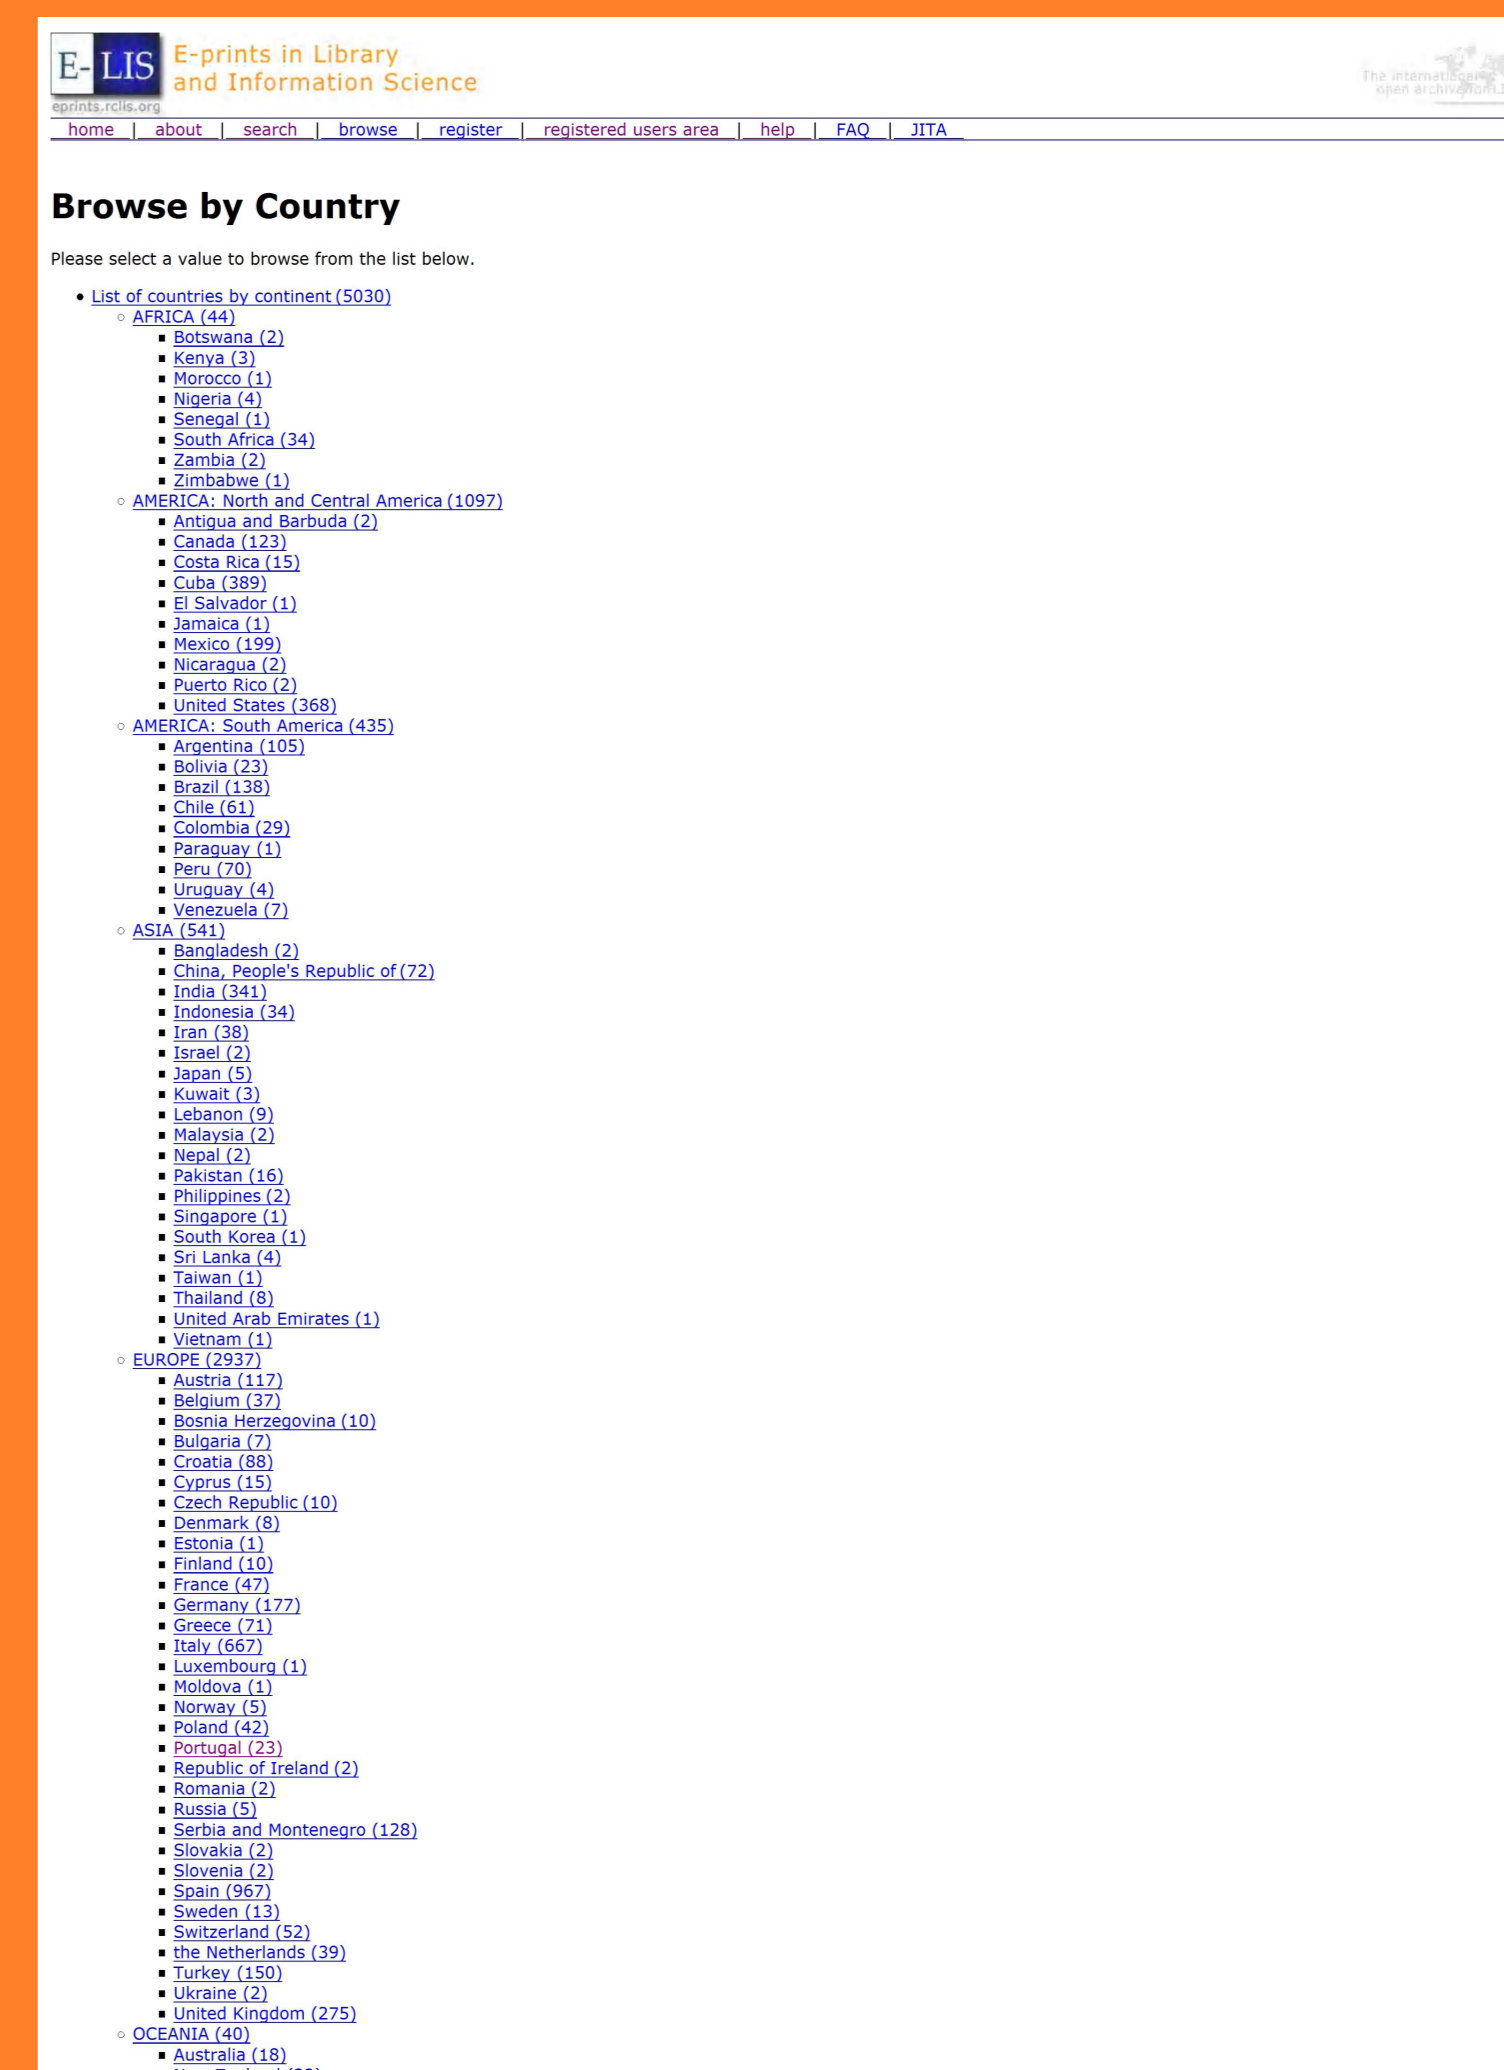 E-LIS
E-prints in Library
and Information Science
eprints.rclis.org
The international
open archive
home | about | search | browse | register | registered users area | help | FAQ | JITA
Browse by Country
Please select a value to browse from the list below.
List of countries by continent (5030)
AFRICA (44)
Botswana (2)
Kenya (3)
Morocco (1)
Nigeria (4)
Senegal (1)
South Africa (34)
Zambia (2)
Zimbabwe (1)
AMERICA: North and Central America (1097)
Antigua and Barbuda (2)
Canada (123)
Costa Rica (15)
Cuba (389)
El Salvador (1)
Jamaica (1)
Mexico (199)
Nicaragua (2)
Puerto Rico (2)
United States (368)
AMERICA: South America (435)
Argentina (105)
Bolivia (23)
Brazil (138)
Chile (61)
Colombia (29)
Paraguay (1)
Peru (70)
Uruguay (4)
Venezuela (7)
ASIA (541)
Bangladesh (2)
China, People's Republic of (72)
India (341)
Indonesia (34)
Iran (38)
Israel (2)
Japan (5)
Kuwait (3)
Lebanon (9)
Malaysia (2)
Nepal (2)
Pakistan (16)
Philippines (2)
Singapore (1)
South Korea (1)
Sri Lanka (4)
Taiwan (1)
Thailand (8)
United Arab Emirates (1)
Vietnam (1)
EUROPE (2937)
Austria (117)
Belgium (37)
Bosnia Herzegovina (10)
Bulgaria (7)
Croatia (88)
Cyprus (15)
Czech Republic (10)
Denmark (8)
Estonia (1)
Finland (10)
France (47)
Germany (177)
Greece (71)
Italy (667)
Luxembourg (1)
Moldova (1)
Norway (5)
Poland (42)
Portugal (23)
Republic of Ireland (2)
Romania (2)
Russia (5)
Serbia and Montenegro (128)
Slovakia (2)
Slovenia (2)
Spain (967)
Sweden (13)
Switzerland (52)
the Netherlands (39)
Turkey (150)
Ukraine (2)
United Kingdom (275)
OCEANIA (40)
Australia (18)